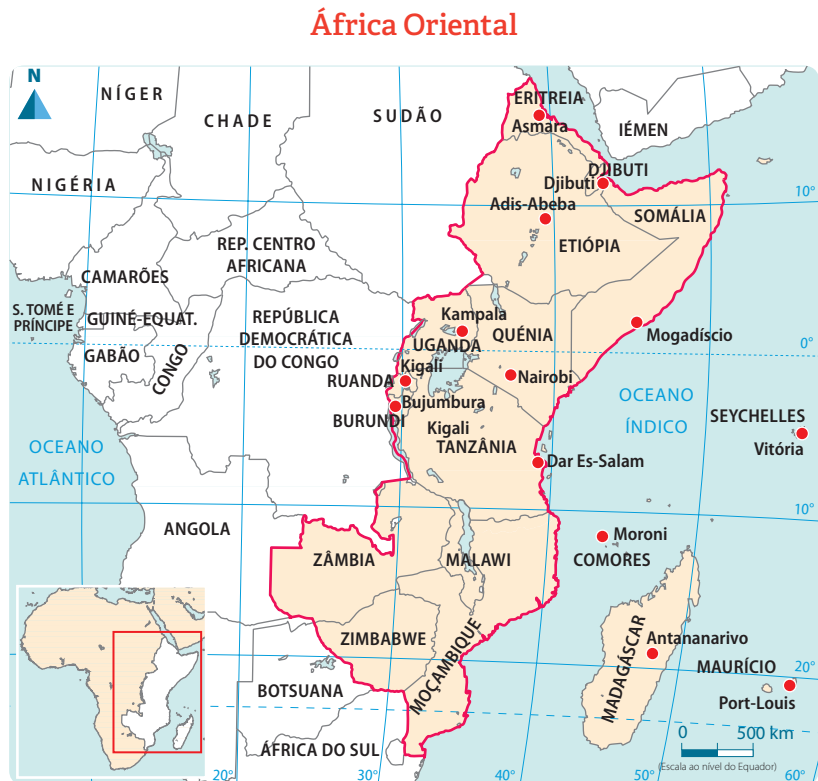 África Oriental
N
NÍGER
CHADE
SUDÃO
ERITREIA
Asmara
IÉMEN
NIGÉRIA
DJIBUTI
Djibuti
10°
Adis-Abeba
SOMÁLIA
ETIÓPIA
REP. CENTRO
AFRICANA
CAMARÕES
S. TOMÉ E
PRÍNCIPE
GUINÉ-EQUAT.
GABÃO
CONGO
REPÚBLICA
DEMOCRÁTICA
DO CONGO
Kampala
UGANDA
QUÉNIA
Mogadíscio
0°
Kigali
RUANDA
Nairobi
Bujumbura
BURUNDI
Kigali
TANZÂNIA
OCEANO
ÍNDICO
SEYCHELLES
Vitória
OCEANO
ATLÂNTICO
Dar Es-Salam
10°
ANGOLA
ZÂMBIA
MALAWI
Moroni
COMORES
ZIMBABWE
MOÇAMBIQUE
MADAGÁSCAR
Antananarivo
MAURÍCIO
20°
Port-Louis
BOTSUANA
ÁFRICA DO SUL
0 500 km
(Escala ao nível do Equador)
20° 30° 40° 50° 60°